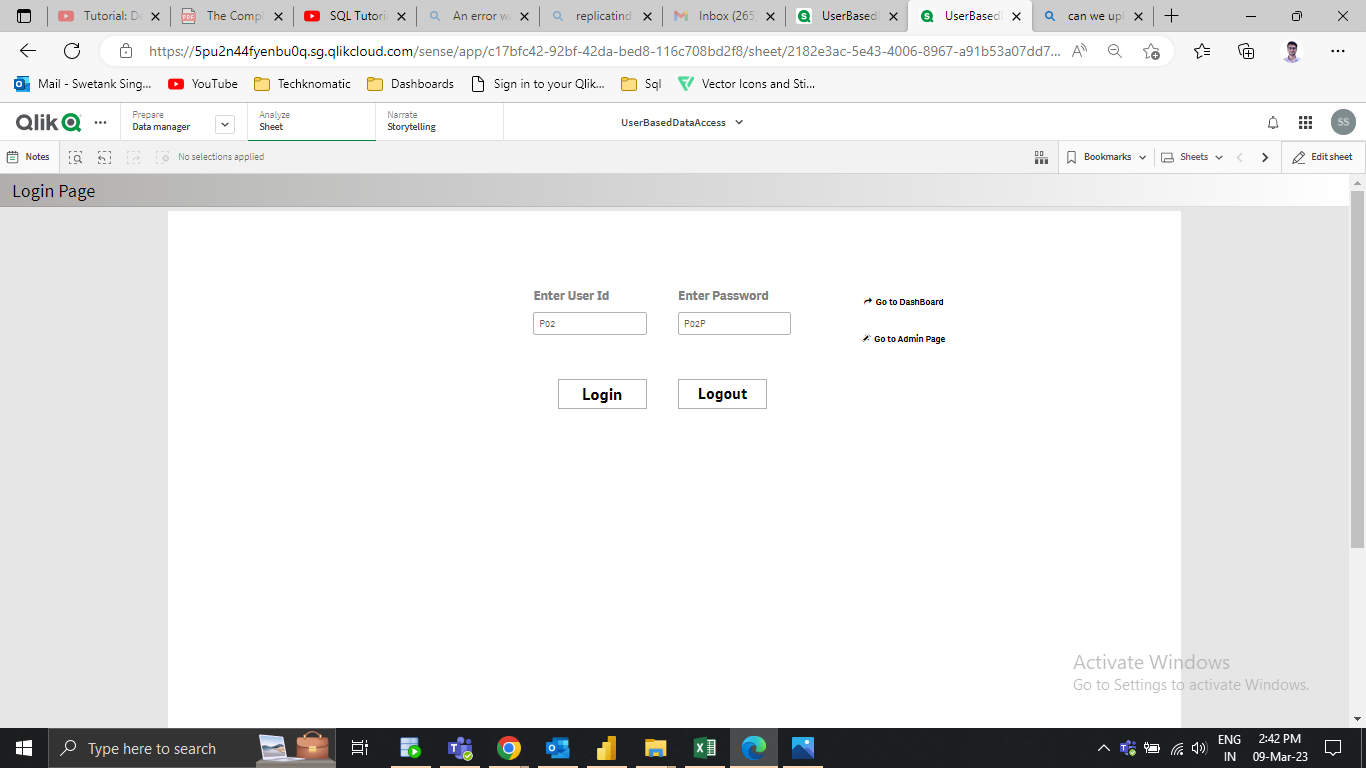 Tutorial: De
The Compl
SQL Tutori
An error w
replicatind
Inbox (265
UserBased
UserBased
can we upl
https://5pu2n44fyenbu0q.sg.qlikcloud.com/sense/app/c17bfc42-92bf-42da-bed8-116c708bd2f8/sheet/2182e3ac-5e43-4006-8967-a91b53a07dd7...
Mail - Swetank Sing...
YouTube
Techknomatic
Dashboards
Sign in to your Qlik...
Sql
Vector Icons and Sti...
Qlik
Prepare
Data manager
Analyze
Sheet
Narrate
Storytelling
UserBasedDataAccess
SS
Notes
No selections applied
Bookmarks
Sheets
Edit sheet
Login Page
Enter User Id
Enter Password
Go to DashBoard
P02
P02P
Go to Admin Page
Login
Logout
Activate Windows
Go to Settings to activate Windows.
Type here to search
ENG
IN
2:42 PM
09-Mar-23